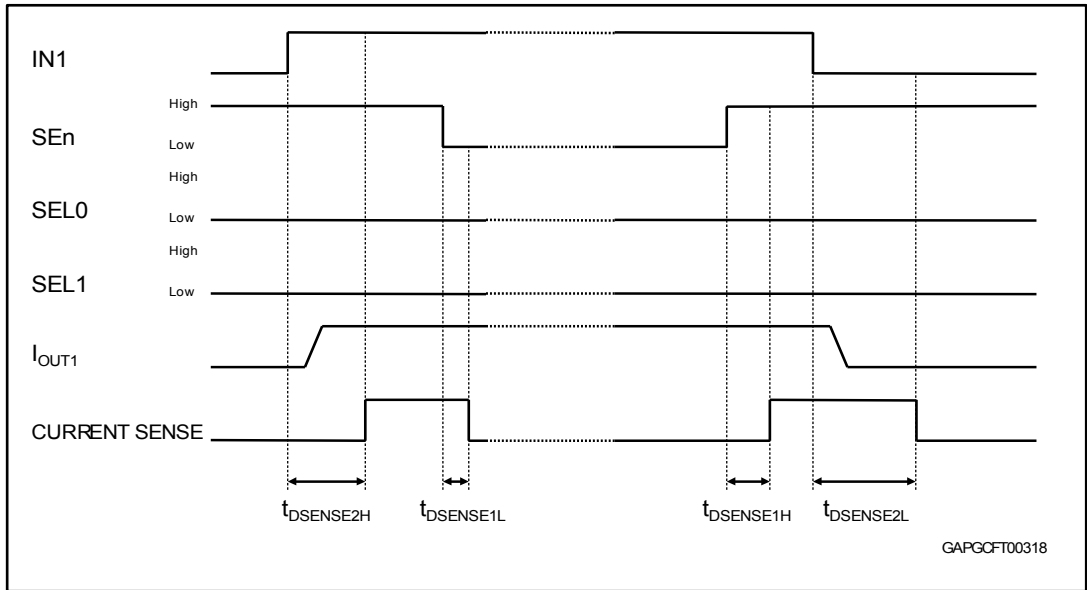 IN1
High
SEn
Low
High
SEL0
Low
High
SEL1
Low
IOUT1
CURRENT SENSE
tDSENSE2H tDSENSE1L tDSENSE1H tDSENSE2L
GAPGCFT00318